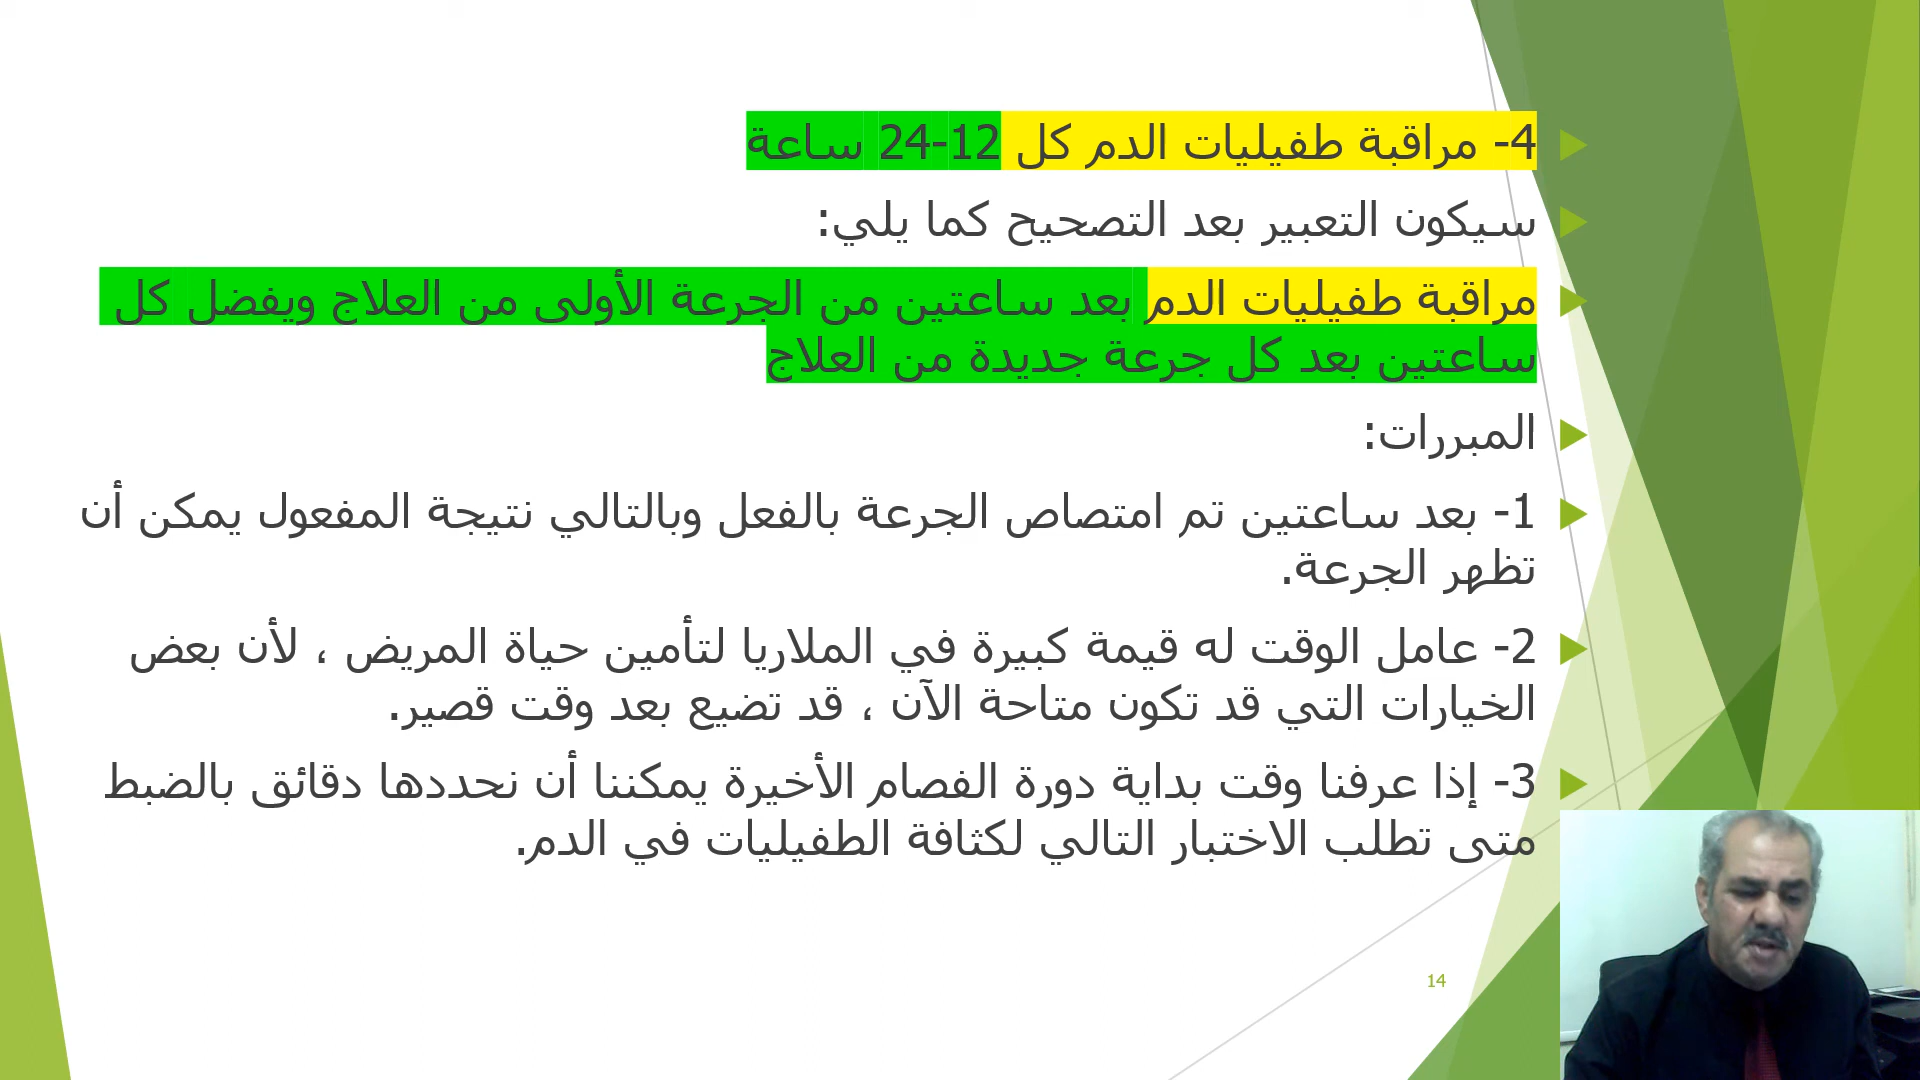 4- مراقبة طفيليات الدم كل 12-24 ساعة
سيكون التعبير بعد التصحيح كما يلي:
مراقبة طفيليات الدم بعد ساعتين من الجرعة الأولى من العلاج ويفضل كل
ساعتين بعد كل جرعة جديدة من العلاج
المبررات:
1- بعد ساعتين تم امتصاص الجرعة بالفعل وبالتالي نتيجة المفعول يمكن أن
تظهر الجرعة.
2- عامل الوقت له قيمة كبيرة في الملاريا لتأمين حياة المريض ، لأن بعض
الخيارات التي قد تكون متاحة الآن ، قد تضيع بعد وقت قصير.
3- إذا عرفنا وقت بداية دورة الفصام الأخيرة يمكننا أن نحددها دقائق بالضبط
متى تطلب الاختبار التالي لكثافة الطفيليات في الدم.
14